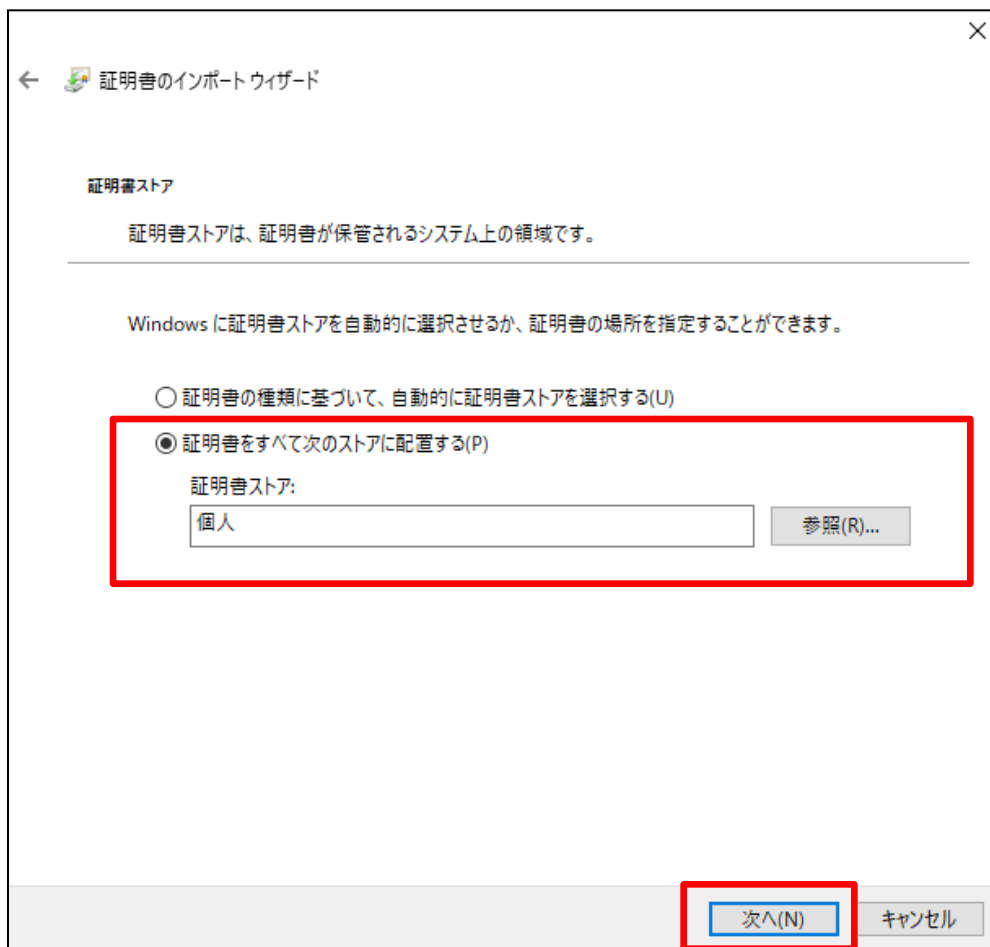 証明書のインポート ウィザード
証明書ストア
証明書ストアは、証明書が保管されるシステム上の領域です。
Windows に証明書ストアを自動的に選択させるか、証明書の場所を指定することができます。
証明書の種類に基づいて、自動的に証明書ストアを選択する(U)
証明書をすべて次のストアに配置する(P)
証明書ストア:
個人
参照(R)...
次へ(N)
キャンセル